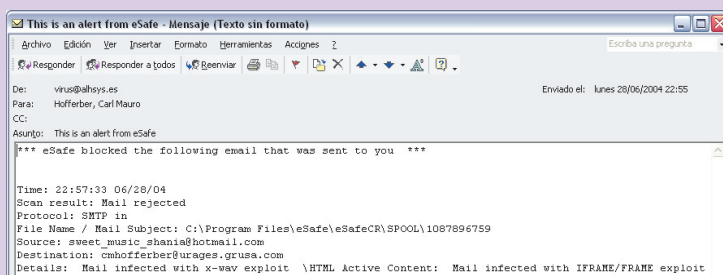 This is an alert from eSafe - Mensaje (Texto sin formato)
Archivo Edición Ver Insertar Formato Herramientas Acciones ?
Escriba una pregunta
Responder Responder a todos Reenviar
De: virus@alhsys.es Enviado el: lunes 28/06/2004 22:55
Para: Hofferber, Carl Mauro
CC:
Asunto: This is an alert from eSafe
*** eSafe blocked the following email that was sent to you ***
Time: 22:57:33 06/28/04
Scan result: Mail rejected
Protocol: SMTP in
File Name / Mail Subject: C:\Program Files\eSafe\eSafeCR\SPOOL\1087896759
Source: sweet_music_shania@hotmail.com
Destination: cmhofferber@urages.grusa.com
Details: Mail infected with x-wav exploit \HTML Active Content: Mail infected with IFRAME/FRAME exploit